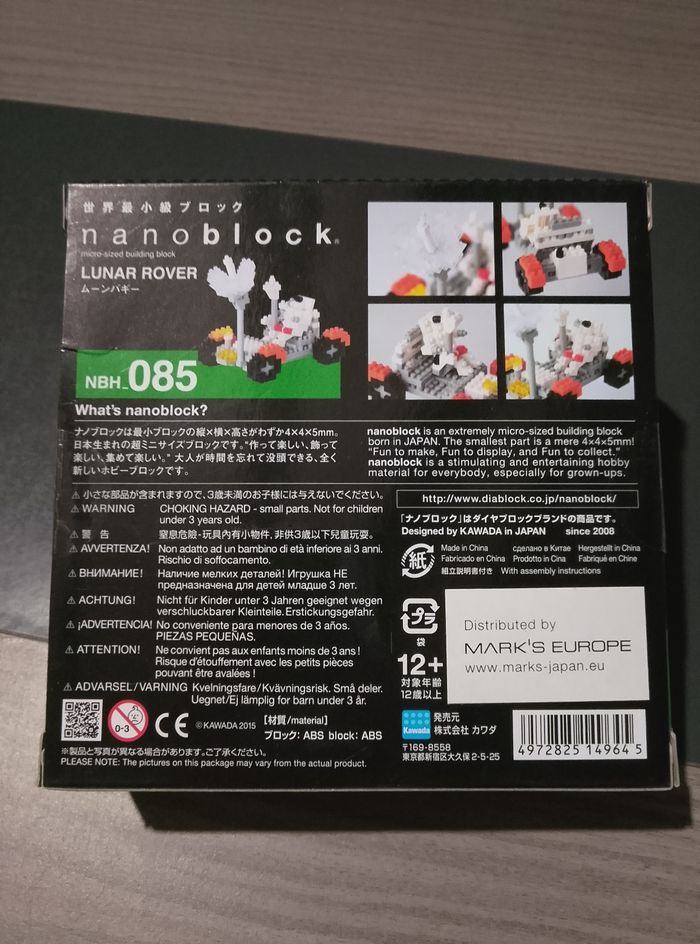 世界最小級ブロック
nanoblock®
micro-sized building block
LUNAR ROVER
ムーンバギー
NBH_085
What's nanoblock?
ナノブロックは最小ブロックの縦×横×高さがわずか4×4×5mm。
日本生まれの超ミニサイズブロックです。"作って楽しい、飾って
楽しい、集めて楽しい。" 大人が時間を忘れて没頭できる、全く
新しいホビーブロックです。
nanoblock is an extremely micro-sized building block
born in JAPAN. The smallest part is a mere 4×4×5mm!
"Fun to make, Fun to display, and Fun to collect."
nanoblock is a stimulating and entertaining hobby
material for everybody, especially for grown-ups.
⚠ 小さな部品が含まれますので、3歳未満のお子様には与えないでください。
⚠ WARNING CHOKING HAZARD - small parts. Not for children
under 3 years old.
⚠ 警告 窒息危險-玩具內有小物件, 非供3歲以下兒童玩耍。
⚠ AVVERTENZA! Non adatto ad un bambino di età inferiore ai 3 anni.
Rischio di soffocamento.
⚠ ВНИМАНИЕ! Наличие мелких деталей! Игрушка НЕ
предназначена для детей младше 3 лет.
⚠ ACHTUNG! Nicht für Kinder unter 3 Jahren geeignet wegen
verschluckbarer Kleinteile. Erstickungsgefahr.
⚠ ¡ADVERTENCIA! No conveniente para menores de 3 años.
PIEZAS PEQUEÑAS.
⚠ ATTENTION! Ne convient pas aux enfants moins de 3 ans !
Risque d'étouffement avec les petits pièces
pouvant être avalées !
⚠ ADVARSEL/VARNING Kvelningsfare/Kvävningsrisk. Små deler.
Uegnet/Ej lämplig for barn under 3 år.
http://www.diablock.co.jp/nanoblock/
「ナノブロック」はダイヤブロックブランドの商品です。
Designed by KAWADA in JAPAN since 2008
紙
Made in China сделано в Китае Hergestellt in China
Fabricado en China Prodotto in Cina Fabriqué en Chine
組立説明書付き With assembly instructions
プラ
袋
12+
対象年齢
12歳以上
Distributed by
MARK'S EUROPE
www.marks-japan.eu
0-3
CE
©KAWADA 2015
【材質/material】
ブロック: ABS block: ABS
Kawada
発売元
株式会社 カワダ
〒169-8558
東京都新宿区大久保 2-5-25
4972825 149645
※製品と写真が異なる場合があります。ご了承ください。
PLEASE NOTE: The pictures on this package may vary from the actual product.